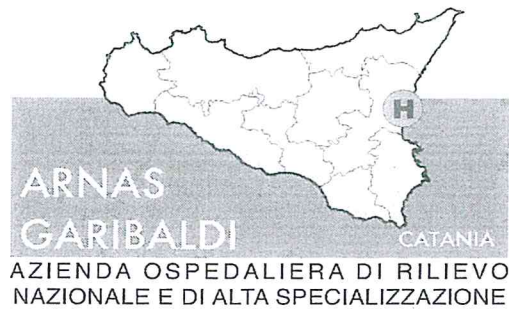 H
ARNAS
GARIBALDI
CATANIA
AZIENDA OSPEDALIERA DI RILIEVO
NAZIONALE E DI ALTA SPECIALIZZAZIONE